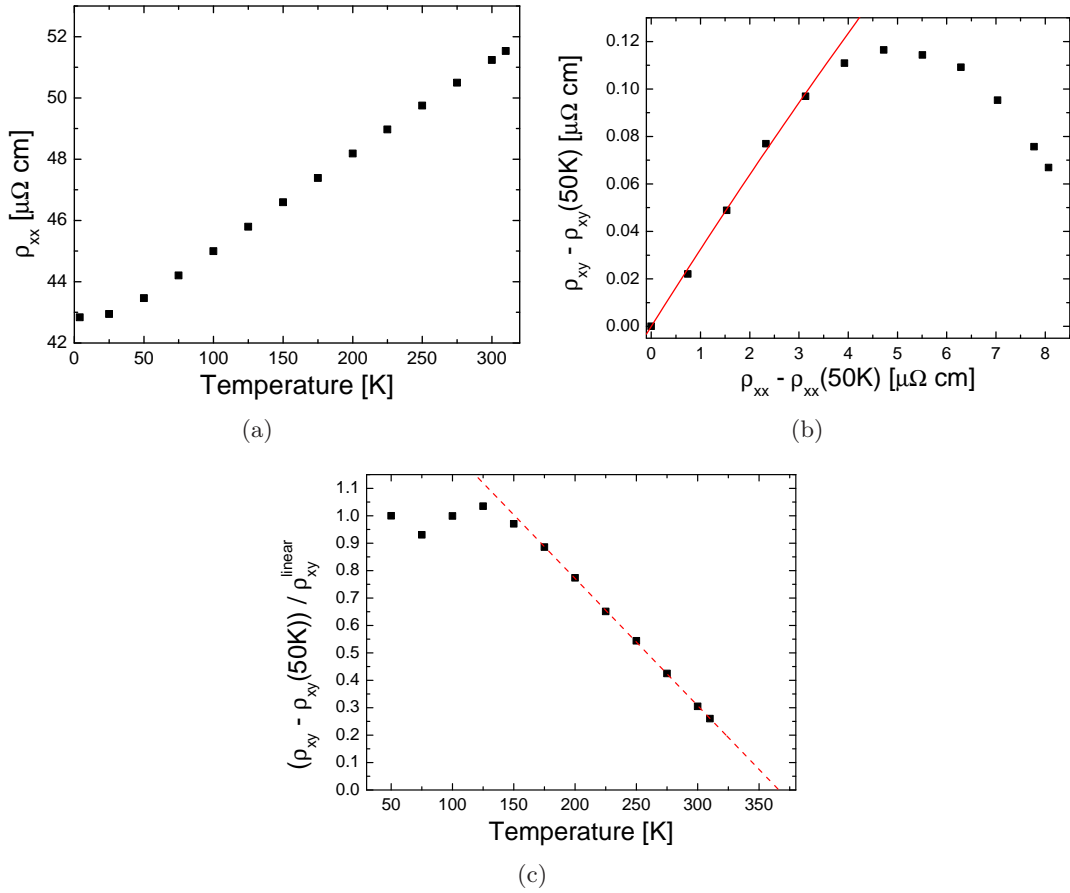 52
50
48
46
44
42
0 50 100 150 200 250 300
ρxx [μΩ cm]
Temperature [K]
(a)
0.12
0.10
0.08
0.06
0.04
0.02
0.00
0 1 2 3 4 5 6 7 8
ρxy - ρxy(50K) [μΩ cm]
ρxx - ρxx(50K) [μΩ cm]
(b)
1.1
1.0
0.9
0.8
0.7
0.6
0.5
0.4
0.3
0.2
0.1
0.0
50 100 150 200 250 300 350
(ρxy - ρxy(50K)) / ρxy^linear
Temperature [K]
(c)